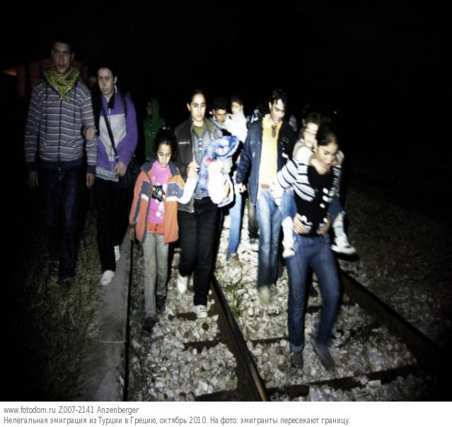 www.fotodom.ru Z007-2141 Anzenberger
Нелегальная эмиграция из Турции в Грецию, октябрь 2010. На фото: эмигранты пересекают границу.